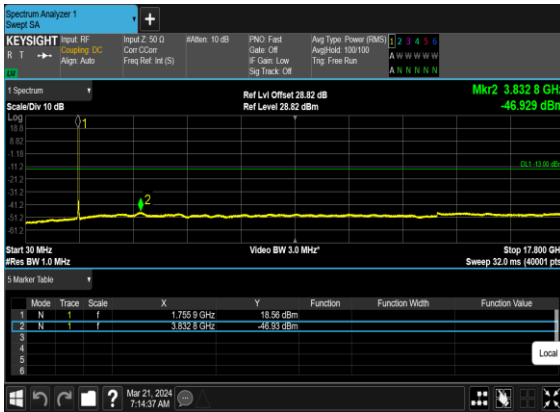 Spectrum Analyzer 1
Swept SA
+
KEYSIGHT Input: RF Input Z: 50 Ω #Atten: 10 dB PNO: Fast Avg Type: Power (RMS) 1 2 3 4 5 6
R T Coupling: DC Corr CCorr Gate: Off Avg|Hold: 100/100 A W W W W W
Align: Auto Freq Ref: Int (S) IF Gain: Low Trig: Free Run
Sig Track: Off A N N N N N
1 Spectrum Ref Lvl Offset 28.82 dB Mkr2 3.832 8 GHz
Scale/Div 10 dB Ref Level 28.82 dBm -46.929 dBm
Log
1
18.8
8.82
-1.18
-11.2 DL1 -13.00 dBm
-21.2
-31.2
-41.2 2
-51.2
-61.2
Start 30 MHz Video BW 3.0 MHz* Stop 17.800 GHz
#Res BW 1.0 MHz Sweep 32.0 ms (40001 pts)
5 Marker Table
Mode Trace Scale X Y Function Function Width Function Value
1 N 1 f 1.755 9 GHz 18.56 dBm
2 N 1 f 3.832 8 GHz -46.93 dBm
3
4
5
6
Local
? Mar 21, 2024
7:14:37 AM